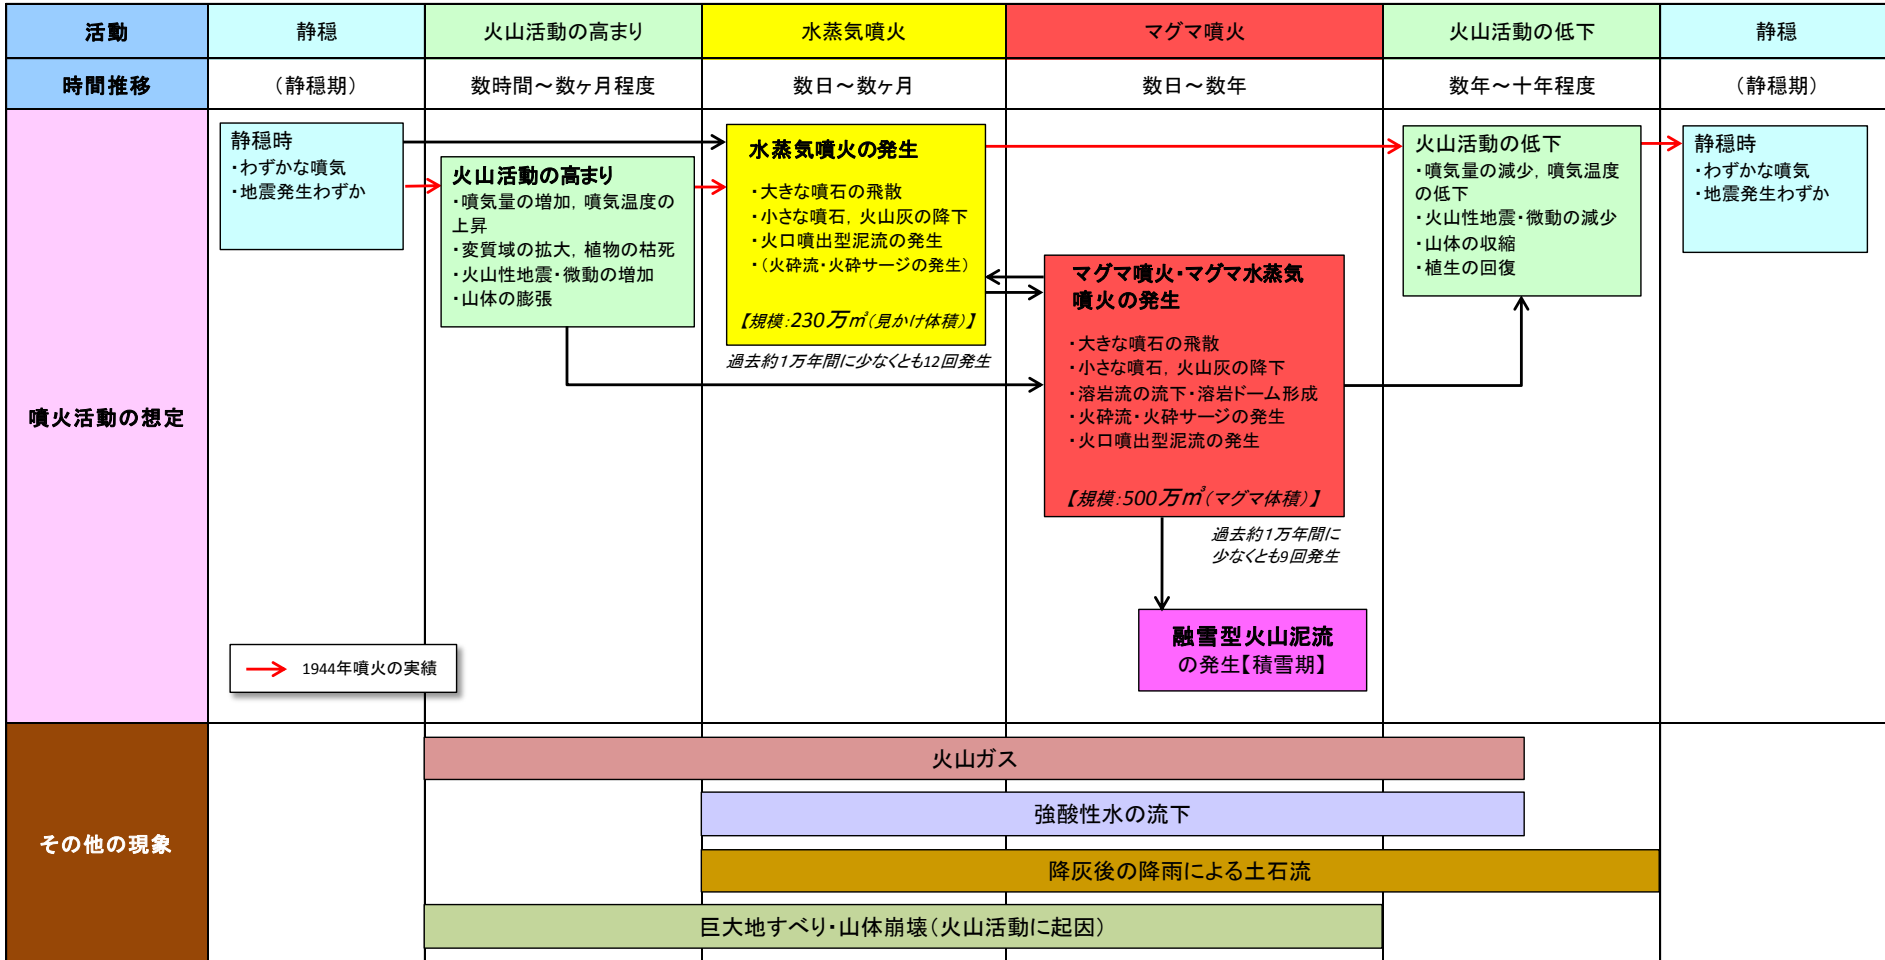 活動
静穏
火山活動の高まり
水蒸気噴火
マグマ噴火
火山活動の低下
静穏
時間推移
（静穏期）
数時間～数ヶ月程度
数日～数ヶ月
数日～数年
数年～十年程度
（静穏期）
噴火活動の想定
静穏時
・わずかな噴気
・地震発生わずか
火山活動の高まり
・噴気量の増加，噴気温度の
上昇
・変質域の拡大，植物の枯死
・火山性地震・微動の増加
・山体の膨張
水蒸気噴火の発生
・大きな噴石の飛散
・小さな噴石，火山灰の降下
・火口噴出型泥流の発生
・（火砕流・火砕サージの発生）
【規模：230万㎥（見かけ体積）】
過去約1万年間に少なくとも12回発生
マグマ噴火・マグマ水蒸気
噴火の発生
・大きな噴石の飛散
・小さな噴石，火山灰の降下
・溶岩流の流下・溶岩ドーム形成
・火砕流・火砕サージの発生
・火口噴出型泥流の発生
【規模：500万㎥（マグマ体積）】
過去約1万年間に
少なくとも9回発生
融雪型火山泥流
の発生【積雪期】
火山活動の低下
・噴気量の減少，噴気温度
の低下
・火山性地震・微動の減少
・山体の収縮
・植生の回復
静穏時
・わずかな噴気
・地震発生わずか
1944年噴火の実績
その他の現象
火山ガス
強酸性水の流下
降灰後の降雨による土石流
巨大地すべり・山体崩壊（火山活動に起因）